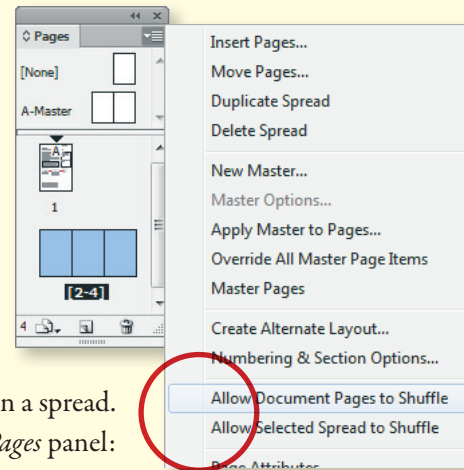 Pages
[None]
A-Master
A
1
[2-4]
4
Insert Pages...
Move Pages...
Duplicate Spread
Delete Spread
New Master...
Master Options...
Apply Master to Pages...
Override All Master Page Items
Master Pages
Create Alternate Layout...
Numbering & Section Options...
Allow Document Pages to Shuffle
Allow Selected Spread to Shuffle
Page Attributes
n a spread.
Pages panel: